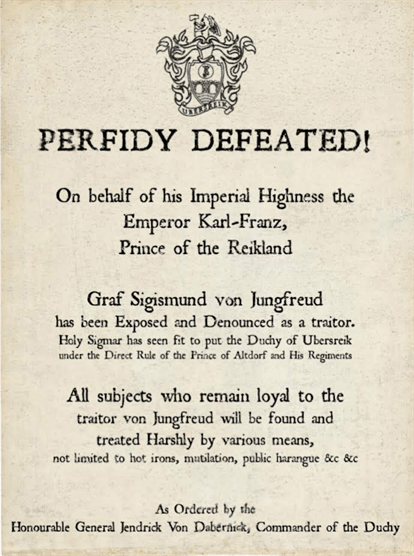 UBERSREIK
PERFIDY DEFEATED!
On behalf of his Imperial Highness the
Emperor Karl-Franz,
Prince of the Reikland
Graf Sigismund von Jungfreud
has been Exposed and Denounced as a traitor.
Holy Sigmar has seen fit to put the Duchy of Ubersreik
under the Direct Rule of the Prince of Altdorf and His Regiments
All subjects who remain loyal to the
traitor von Jungfreud will be found and
treated Harshly by various means,
not limited to hot irons, mutilation, public harangue &c &c
As Ordered by the
Honourable General Jendrick Von Dabernick, Commander of the Duchy